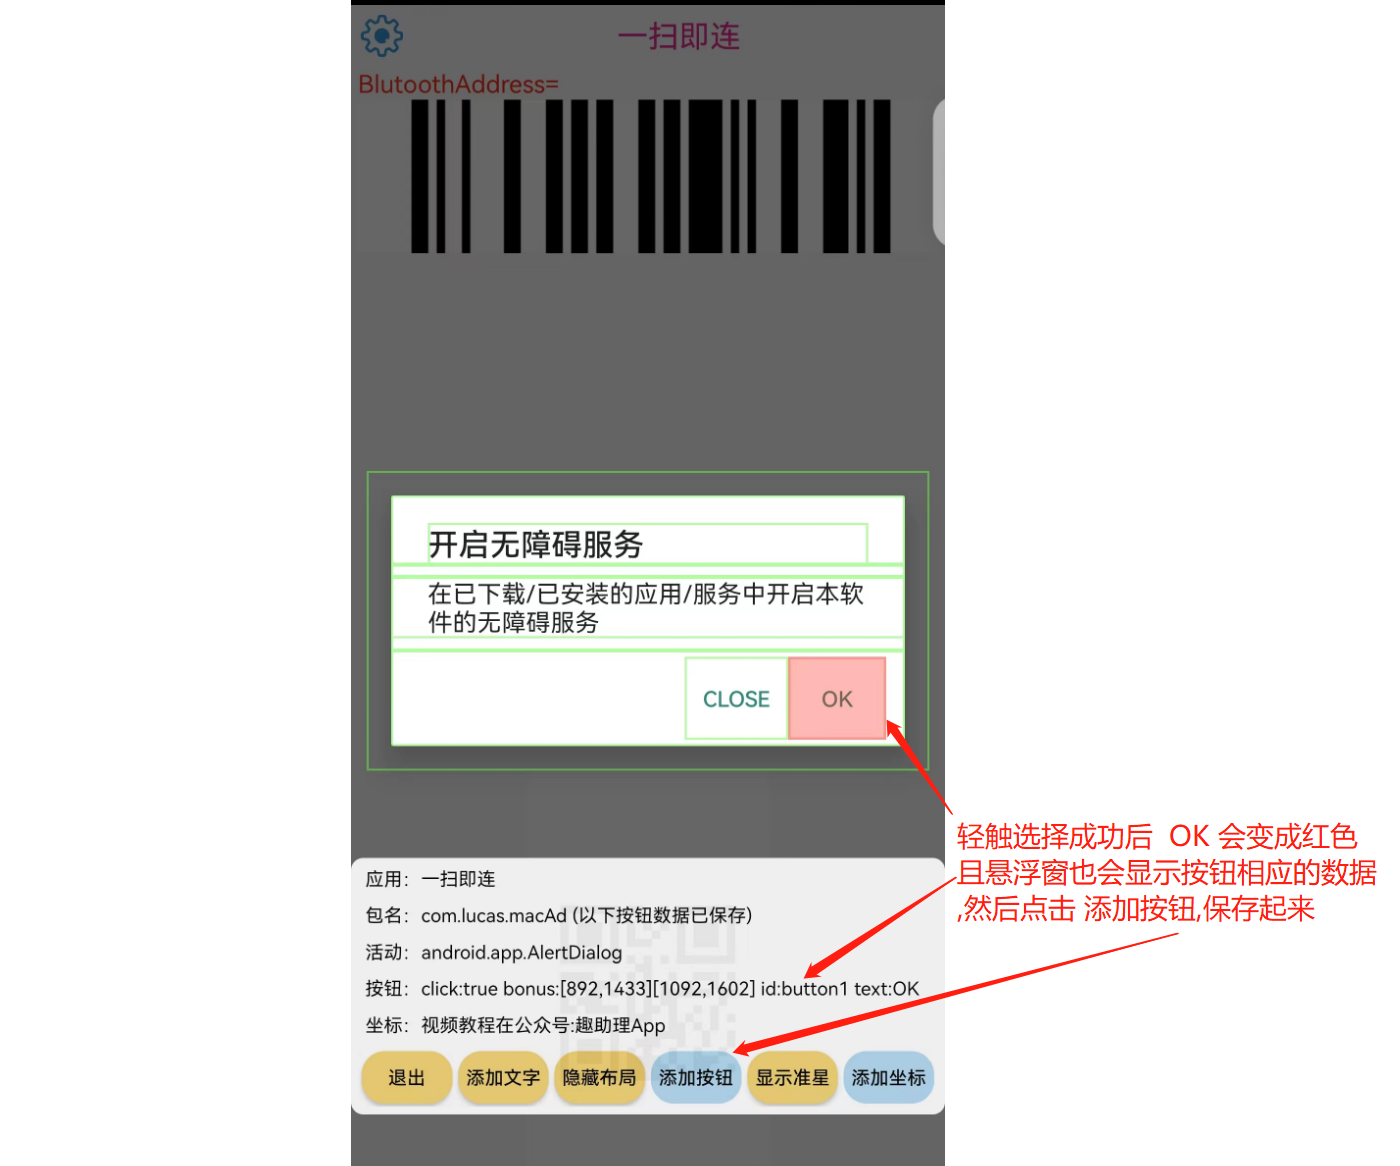 一扫即连
BlutoothAddress=
开启无障碍服务
在已下载/已安装的应用/服务中开启本软
件的无障碍服务
CLOSE
OK
轻触选择成功后 OK 会变成红色
且悬浮窗也会显示按钮相应的数据
,然后点击 添加按钮,保存起来
应用：一扫即连
包名：com.lucas.macAd (以下按钮数据已保存)
活动：android.app.AlertDialog
按钮：click:true bonus:[892,1433][1092,1602] id:button1 text:OK
坐标：视频教程在公众号:趣助理App
退出 添加文字 隐藏布局 添加按钮 显示准星 添加坐标